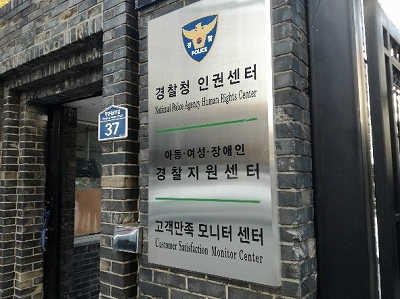 경찰
POLICE
경찰청 인권센터
National Police Agency Human Rights Center
37
아동·여성·장애인
경찰지원센터
고객만족 모니터 센터
Customer Satisfaction Monitor Center